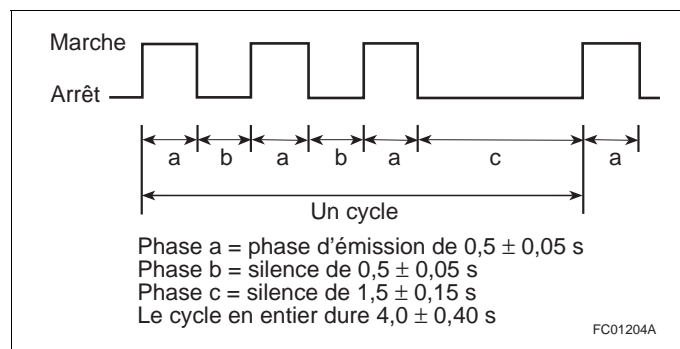 Marche
Arrêt
a b a b a c a
Un cycle
Phase a = phase d'émission de 0,5 ± 0,05 s
Phase b = silence de 0,5 ± 0,05 s
Phase c = silence de 1,5 ± 0,15 s
Le cycle en entier dure 4,0 ± 0,40 s
FC01204A